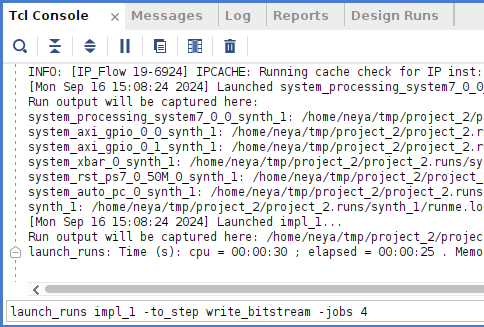 Tcl Console × Messages Log Reports Design Runs
INFO: [IP_Flow 19-6924] IPCACHE: Running cache check for IP inst:
[Mon Sep 16 15:08:24 2024] Launched system_processing_system7_0_0_
Run output will be captured here:
system_processing_system7_0_0_synth_1: /home/neya/tmp/project_2/p
system_axi_gpio_0_0_synth_1: /home/neya/tmp/project_2/project_2.r
system_axi_gpio_0_1_synth_1: /home/neya/tmp/project_2/project_2.r
system_xbar_0_synth_1: /home/neya/tmp/project_2/project_2.runs/sy
system_rst_ps7_0_50M_0_synth_1: /home/neya/tmp/project_2/project_
system_auto_pc_0_synth_1: /home/neya/tmp/project_2/project_2.runs
synth_1: /home/neya/tmp/project_2/project_2.runs/synth_1/runme.lo
[Mon Sep 16 15:08:24 2024] Launched impl_1...
Run output will be captured here: /home/neya/tmp/project_2/projec
launch_runs: Time (s): cpu = 00:00:30 ; elapsed = 00:00:25 . Memo
launch_runs impl_1 -to_step write_bitstream -jobs 4